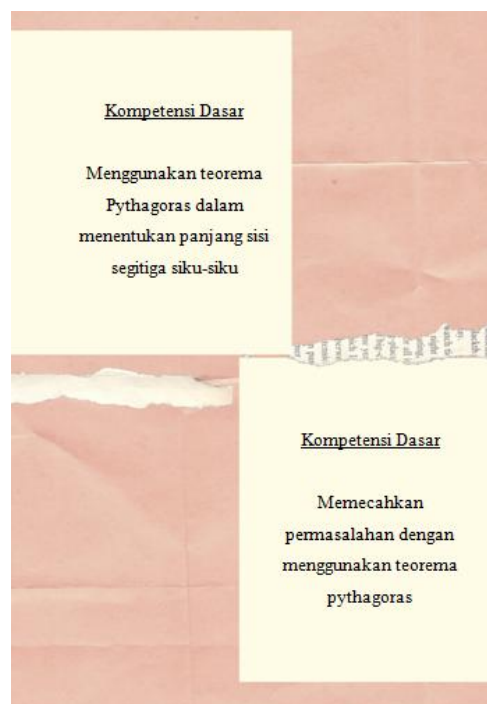 Kompetensi Dasar
Menggunakan teorema
Pythagoras dalam
menentukan panjang sisi
segitiga siku-siku
Kompetensi Dasar
Memecahkan
permasalahan dengan
menggunakan teorema
pythagoras